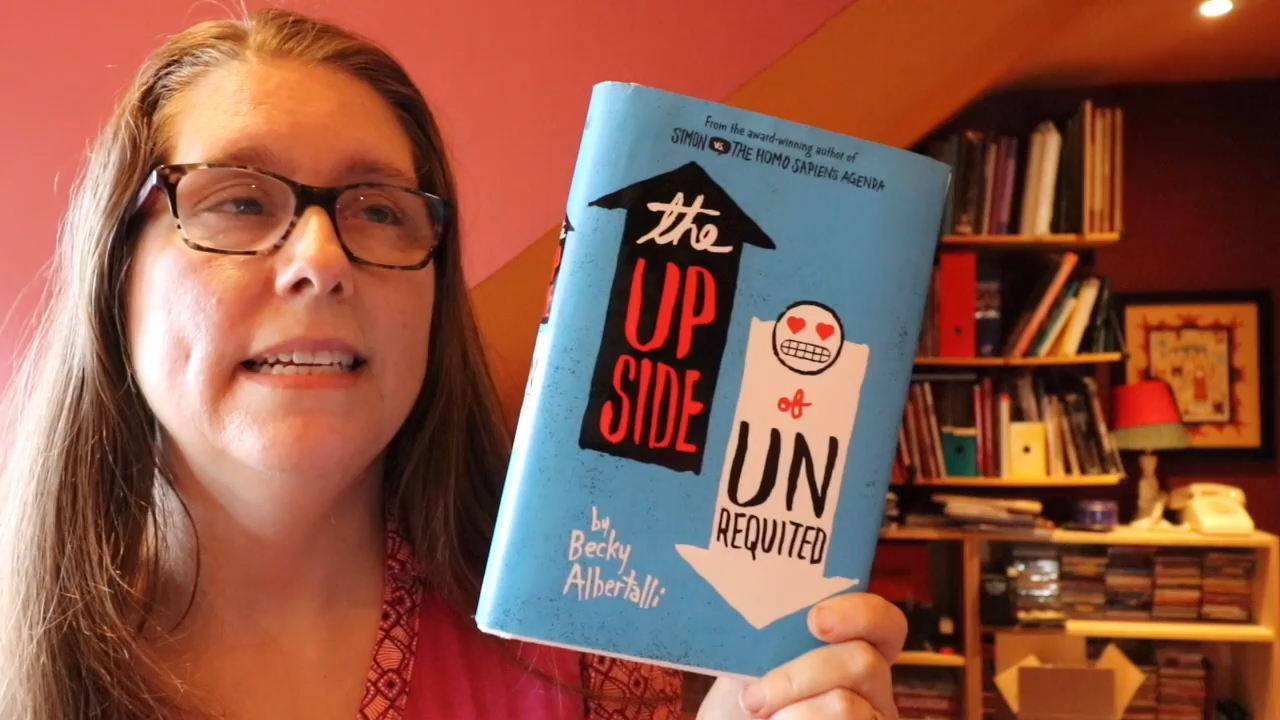 From the award-winning author of
SIMON VS. THE HOMO SAPIENS AGENDA
the
UP
SIDE
of
UN
REQUITED
by
Becky
Albertalli